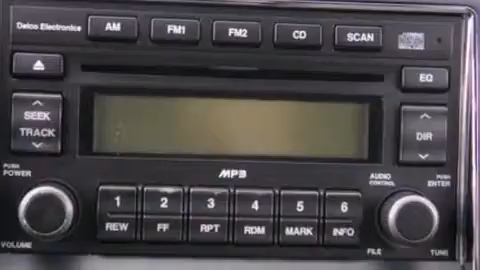 Delco Electronics
AM
FM1
FM2
CD
SCAN
EQ
SEEK
TRACK
DIR
PUSH
POWER
MP3
AUDIO
CONTROL
PUSH
ENTER
1
2
3
4
5
6
REW
FF
RPT
RDM
MARK
INFO
VOLUME
FILE
TUNE